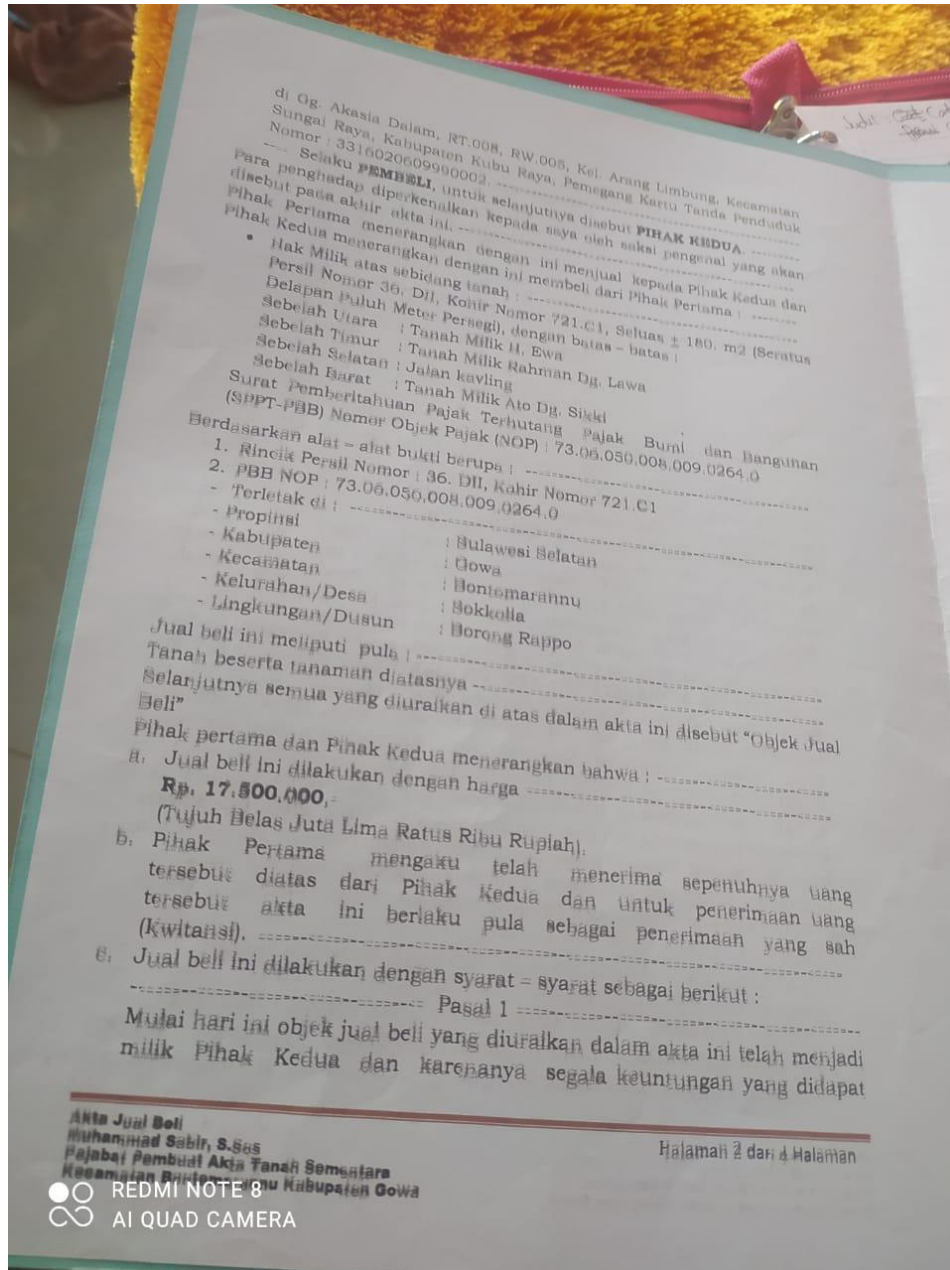 di Gg. Akasia Dalam, RT.008, RW.005, Kel. Arang Limbung, Kecamatan
Sungai Raya, Kabupaten Kubu Raya, Pemegang Kartu Tanda Penduduk
Nomor : 3316020609990002. ---
---- Selaku PEMBELI, untuk selanjutnya disebut PIHAK KEDUA. ---
Para penghadap diperkenalkan kepada saya oleh saksi pengenal yang akan
disebut pada akhir akta ini. ---
Pihak Pertama menerangkan dengan ini menjual kepada Pihak Kedua dan
Pihak Kedua menerangkan dengan ini membeli dari Pihak Pertama : ---
• Hak Milik atas sebidang tanah : ---
Persil Nomor 36. DII, Kohir Nomor 721.C1, Seluas ± 180. m2 (Seratus
Delapan Puluh Meter Persegi), dengan batas – batas :
Sebelah Utara : Tanah Milik H. Ewa
Sebelah Timur : Tanah Milik Rahman Dg. Lawa
Sebelah Selatan : Jalan kavling
Sebelah Barat : Tanah Milik Ato Dg. Sikki
Surat Pemberitahuan Pajak Terhutang Pajak Bumi dan Bangunan
(SPPT-PBB) Nomor Objek Pajak (NOP) : 73.06.050.008.009.0264.0
Berdasarkan alat – alat bukti berupa : ---
1. Rincik Persil Nomor : 36. DII, Kahir Nomor 721.C1
2. PBB NOP : 73.06.050.008.009.0264.0
- Terletak di : ---
- Propinsi : Sulawesi Selatan
- Kabupaten : Gowa
- Kecamatan : Bontomarannu
- Kelurahan/Desa : Sokkolia
- Lingkungan/Dusun : Borong Rappo
Jual beli ini meliputi pula : ---
Tanah beserta tanaman diatasnya ---
Selanjutnya semua yang diuraikan di atas dalam akta ini disebut "Objek Jual
Beli"
Pihak pertama dan Pihak Kedua menerangkan bahwa : ---
a. Jual beli ini dilakukan dengan harga ---
Rp. 17.500.000,-
(Tujuh Belas Juta Lima Ratus Ribu Rupiah).
b. Pihak Pertama mengaku telah menerima sepenuhnya uang
tersebut diatas dari Pihak Kedua dan untuk penerimaan uang
tersebut akta ini berlaku pula sebagai penerimaan yang sah
(Kwitansi). ---
c. Jual beli ini dilakukan dengan syarat – syarat sebagai berikut :
--- Pasal 1 ---
Mulai hari ini objek jual beli yang diuraikan dalam akta ini telah menjadi
milik Pihak Kedua dan karenanya segala keuntungan yang didapat
Akta Jual Beli
Muhammad Sabir, S.Sos
Pejabat Pembuat Akta Tanah Sementara
Kecamatan Bontomarannu Kabupaten Gowa
Halaman 2 dari 4 Halaman
REDMI NOTE 8
AI QUAD CAMERA